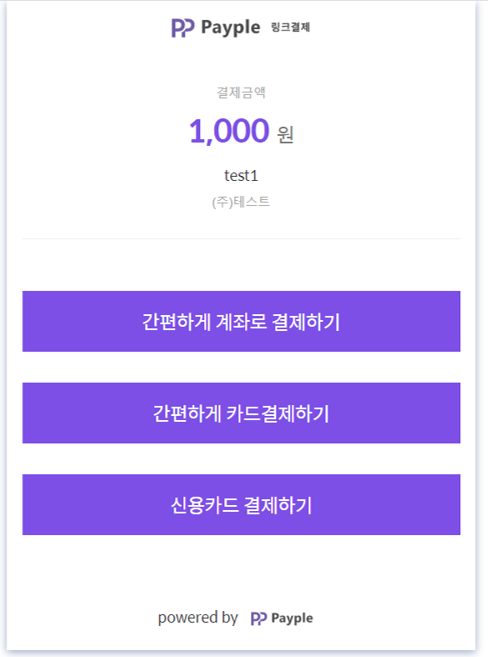 Payple 링크결제
결제금액
1,000 원
test1
(주)테스트
간편하게 계좌로 결제하기
간편하게 카드결제하기
신용카드 결제하기
powered by Payple